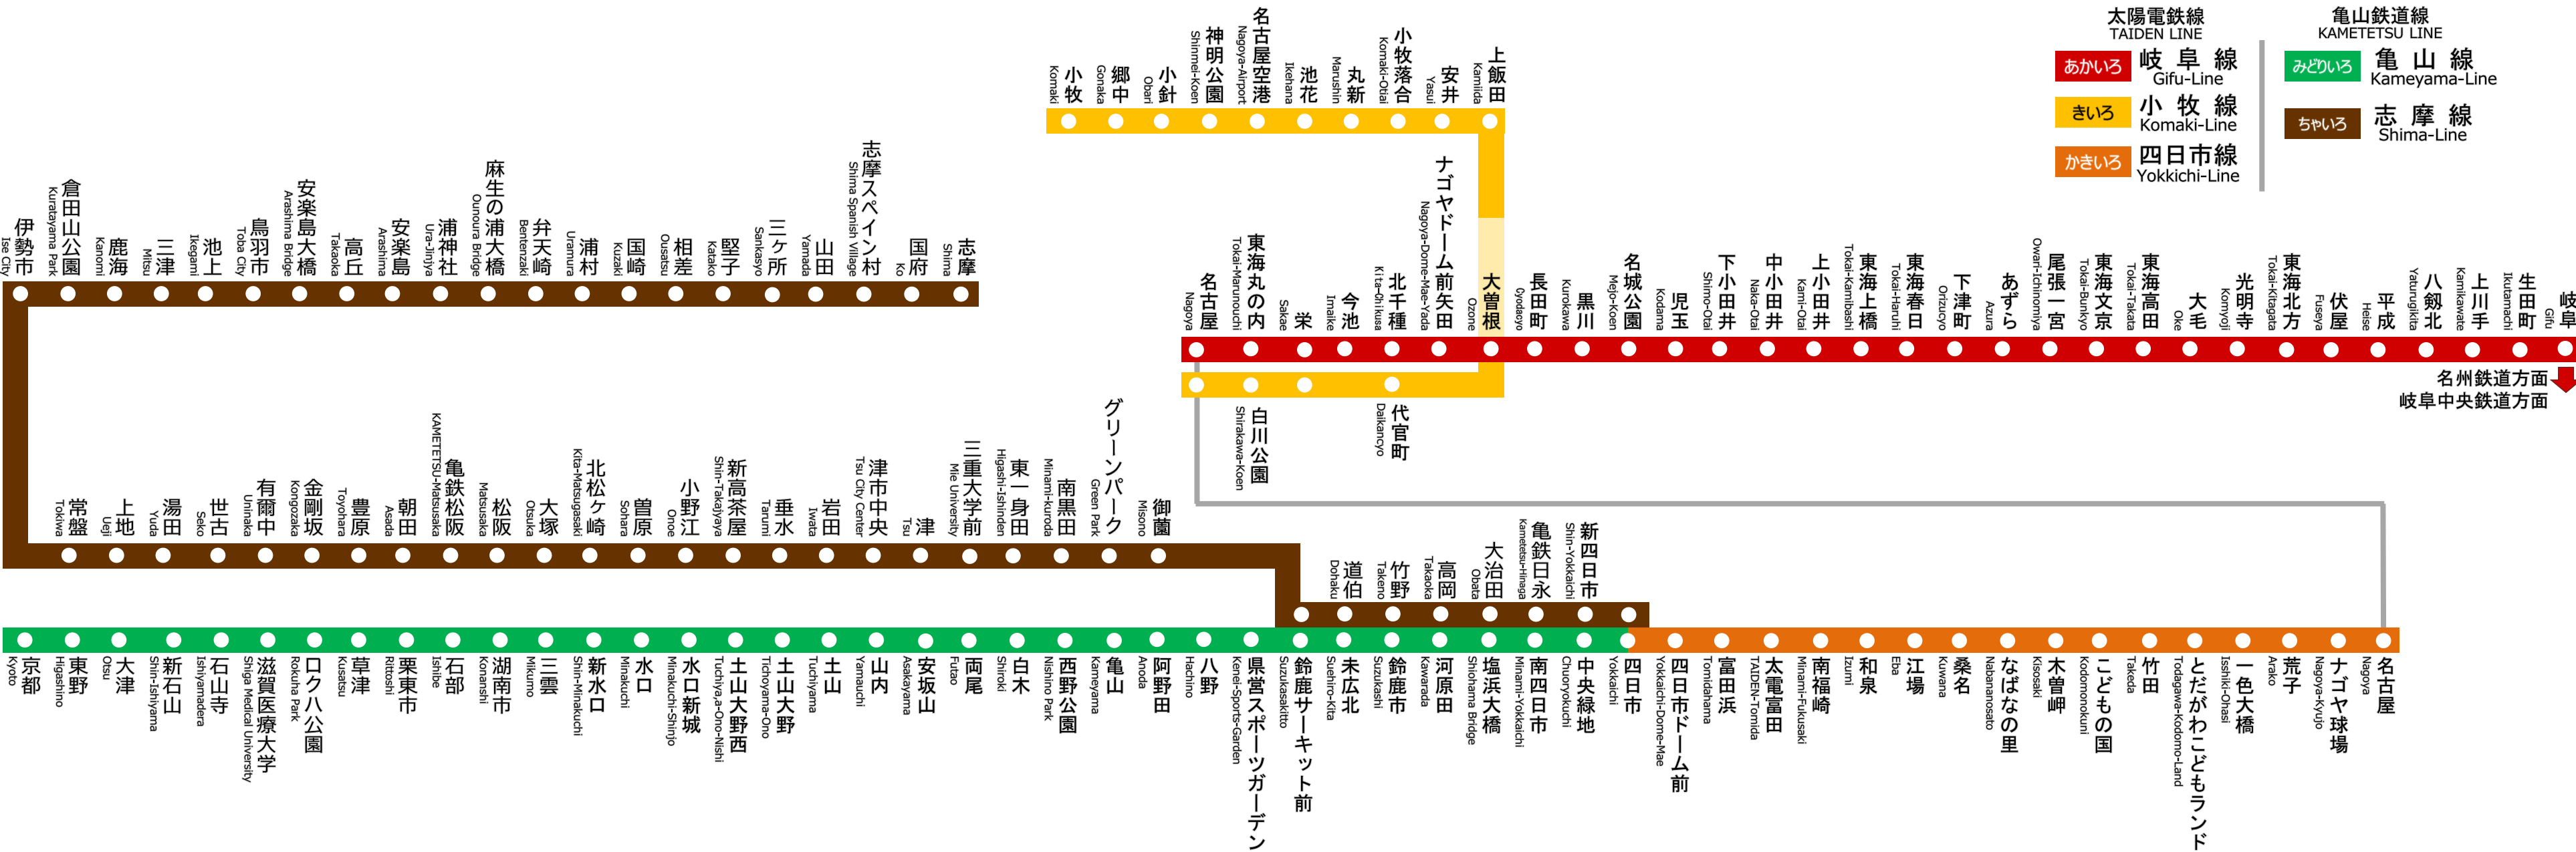 太陽電鉄線
TAIDEN LINE
あかいろ
岐阜線
Gifu-Line
きいろ
小牧線
Komaki-Line
かきいろ
四日市線
Yokkichi-Line
亀山鉄道線
KAMETETSU LINE
みどりいろ
亀山線
Kameyama-Line
ちゃいろ
志摩線
Shima-Line
小牧
Komaki
郷中
Gonaka
小針
Obari
神明公園
Shinmei-Koen
名古屋空港
Nagoya-Airport
池花
Ikehana
丸新
Marushin
小牧落合
Komaki-Otiai
安井
Yasui
上飯田
Kamiida
伊勢市
Ise City
倉田山公園
Kuratayama Park
鹿海
Kanomi
三津
Mitsu
池上
Ikegami
鳥羽市
Toba City
安楽島大橋
Arashima Bridge
高丘
Takaoka
安楽島
Arashima
浦神社
Ura-Jinjya
麻生の浦大橋
Ounoura Bridge
弁天崎
Bentenzaki
浦村
Uramura
国崎
Kuzaki
相差
Ousatsu
堅子
Katako
三ヶ所
Sankasyo
山田
Yamada
志摩スペイン村
Shima Spanish Village
国府
Ko
志摩
Shima
名古屋
Nagoya
東海丸の内
Tokai-Marunouchi
栄
Sakae
今池
Imaike
北千種
Kita-Chikusa
ナゴヤドーム前矢田
Nagoya-Dome-Mae-Yada
大曽根
Ozone
長田町
Cyodacyo
黒川
Kurokawa
名城公園
Mejo-Koen
児玉
Kodama
下小田井
Shimo-Otai
中小田井
Naka-Otai
上小田井
Kami-Otai
東海上橋
Tokai-Kamibashi
東海春日
Tokai-Haruhi
下津町
Orizucyo
あずら
Azura
尾張一宮
Owari-Ichinomiya
東海文京
Tokai-Bunkyo
東海高田
Tokai-Takata
大毛
Oke
光明寺
Komyoji
東海北方
Tokai-Kitagata
伏屋
Fuseya
平成
Heise
八剱北
Yaturugikita
上川手
Kamikawate
生田町
Ikutamachi
岐阜
Gifu
名州鉄道方面
岐阜中央鉄道方面
白川公園
Shirakawa-Koen
代官町
Daikancyo
常盤
Tokiwa
上地
Ueji
湯田
Yuda
世古
Seko
有爾中
Uninaka
金剛坂
Kongozaka
豊原
Toyohara
朝田
Asada
亀鉄松阪
KAMETETSU-Matsusaka
松阪
Matsusaka
大塚
Otsuka
北松ヶ崎
Kita-Matsugasaki
曽原
Sohara
小野江
Onoe
新高茶屋
Shin-Takajyaya
垂水
Tarumi
岩田
Iwata
津市中央
Tsu City Center
津
Tsu
三重大学前
Mie University
東一身田
Higashi-Ishinden
南黒田
Minami-kuroda
グリーンパーク
Green Park
御薗
Misono
道伯
Dohaku
竹野
Takeno
高岡
Takaoka
大治田
Obata
亀鉄日永
Kametetsu-Hinaga
新四日市
Shin-Yokkaichi
京都
Kyoto
東野
Higashino
大津
Otsu
新石山
Shin-Ishiyama
石山寺
Ishiyamadera
滋賀医療大学
Shiga Medical University
ロクハ公園
Rokuha Park
草津
Kusatsu
栗東市
Rittoshi
石部
Ishibe
湖南市
Konanshi
三雲
Mikumo
新水口
Shin-Minakuchi
水口
Minakuchi
水口新城
Minakuchi-Shinjo
土山大野西
Tuchiya,a-Ono-Nishi
土山大野
Tichoyama-Ono
土山
Tuchiyama
山内
Yamauchi
安坂山
Asakayama
両尾
Futao
白木
Shiroki
西野公園
Nishino Park
亀山
Kameyama
阿野田
Anoda
八野
Hachino
県営スポーツガーデン
Kenei-Sports-Garden
鈴鹿サーキット前
Suzukasakitto
末広北
Suehiro-Kita
鈴鹿市
Suzukashi
河原田
Kawarada
塩浜大橋
Shiohama Bridge
南四日市
Minami-Yokkaichi
中央緑地
Chuoryokuchi
四日市
Yokkaichi
四日市ドーム前
Yokkaichi-Dome-Mae
富田浜
Tomidahama
太電富田
TAIDEN-Tomida
南福崎
Minami-Fukusaki
和泉
Izumi
江場
Eba
桑名
Kuwana
なばなの里
Nabananosato
木曽岬
Kisosaki
こどもの国
Kodomonokuni
竹田
Takeda
とだがわこどもランド
Todagawa-Kodomo-Land
一色大橋
Isshiki-Ohasi
荒子
Arako
ナゴヤ球場
Nagoya-Kyujo
名古屋
Nagoya